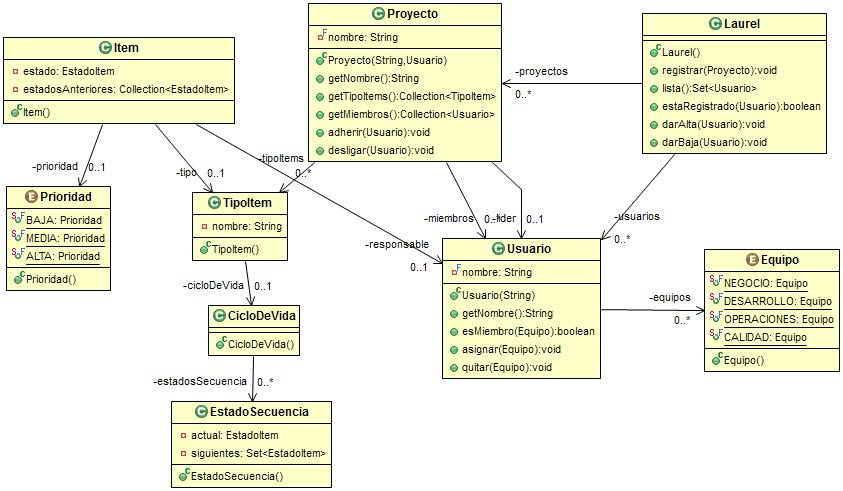 Item
estado: EstadoItem
estadosAnteriores: Collection<EstadoItem>
Item()
Proyecto
nombre: String
Proyecto(String,Usuario)
getNombre():String
getTipoItems():Collection<TipoItem>
getMiembros():Collection<Usuario>
adherir(Usuario):void
desligar(Usuario):void
Laurel
Laurel()
registrar(Proyecto):void
lista():Set<Usuario>
estaRegistrado(Usuario):boolean
darAlta(Usuario):void
darBaja(Usuario):void
-proyectos
0..*
-prioridad
0..1
-tipo
0..1
-tipoItems
0..*
-miembros
0..*
-lider
0..1
-usuarios
0..*
-responsable
0..1
Prioridad
BAJA: Prioridad
MEDIA: Prioridad
ALTA: Prioridad
Prioridad()
TipoItem
nombre: String
TipoItem()
Usuario
nombre: String
Usuario(String)
getNombre():String
esMiembro(Equipo):boolean
asignar(Equipo):void
quitar(Equipo):void
-equipos
0..*
Equipo
NEGOCIO: Equipo
DESARROLLO: Equipo
OPERACIONES: Equipo
CALIDAD: Equipo
Equipo()
-cicloDeVida
0..1
CicloDeVida
CicloDeVida()
-estadosSecuencia
0..*
EstadoSecuencia
actual: EstadoItem
siguientes: Set<EstadoItem>
EstadoSecuencia()